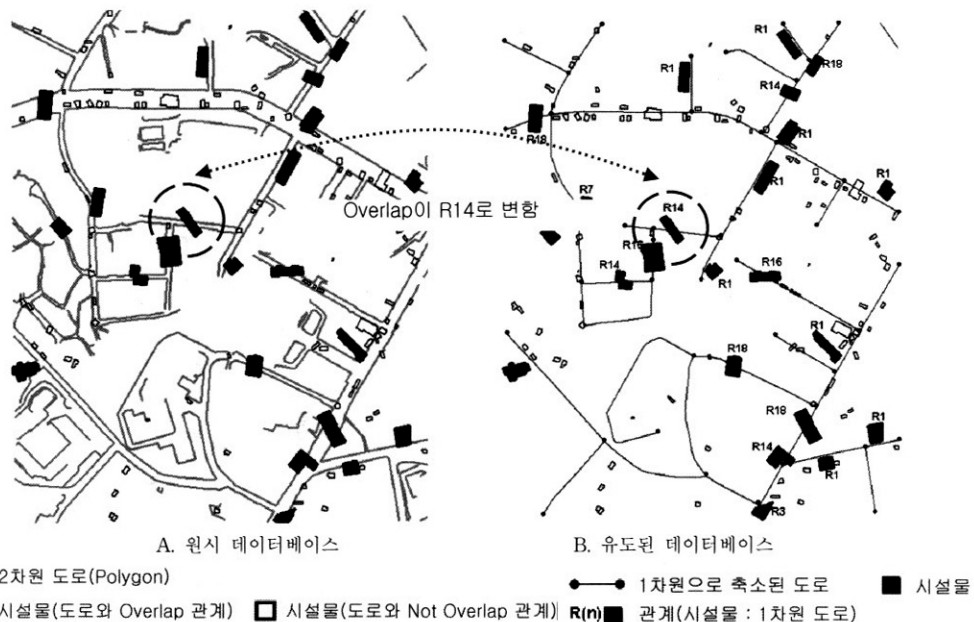 R1
R18
R1
R14
R18
R1
R1
R1
R7
Overlap이 R14로 변함
R14
R16
R14
R1
R16
R1
R18
R18
R1
R14
R1
R3
A. 원시 데이터베이스
B. 유도된 데이터베이스
2차원 도로(Polygon)
1차원으로 축소된 도로
시설물
시설물(도로와 Overlap 관계)
시설물(도로와 Not Overlap 관계)
R(n)
관계(시설물 : 1차원 도로)